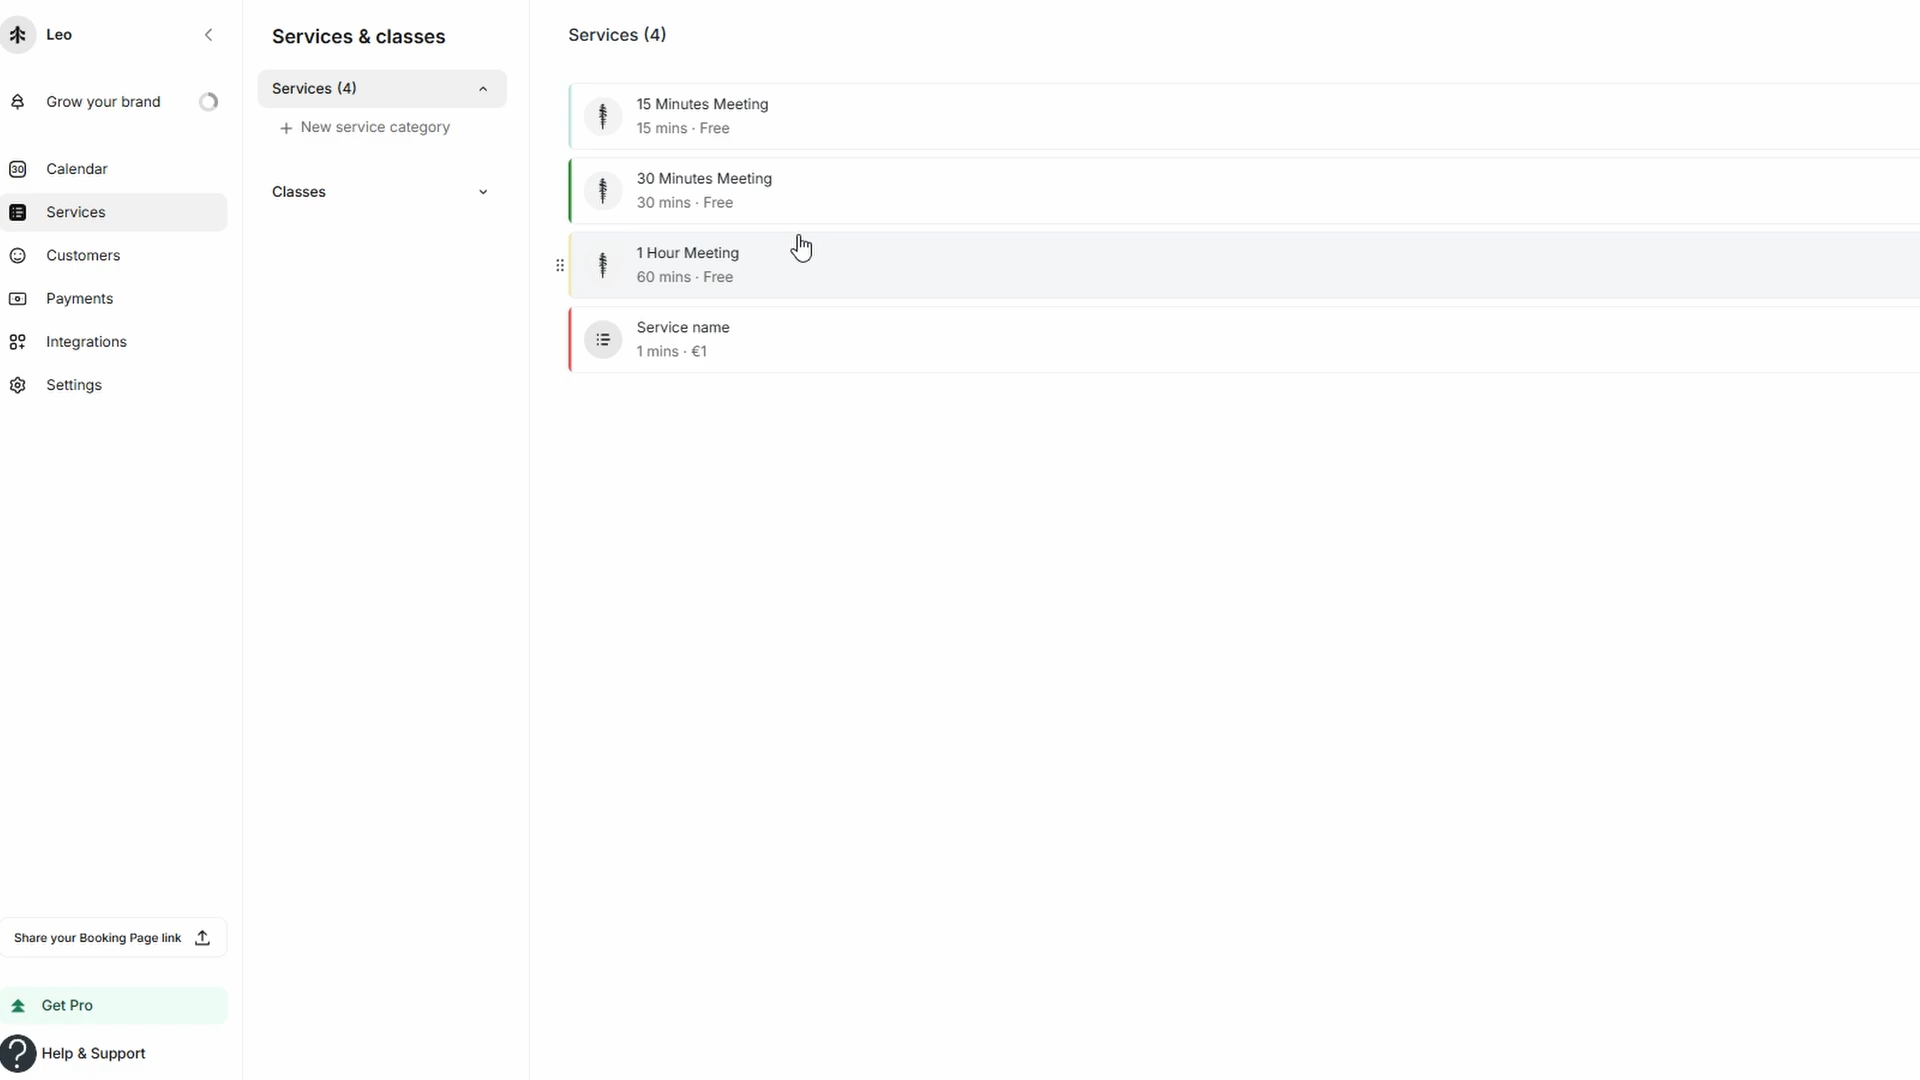 Leo
Grow your brand
30
Calendar
Services
Customers
Payments
Integrations
Settings
Share your Booking Page link
Get Pro
? Help & Support
Services & classes
Services (4)
+ New service category
Classes
Services (4)
15 Minutes Meeting
15 mins · Free
30 Minutes Meeting
30 mins · Free
1 Hour Meeting
60 mins · Free
Service name
1 mins · €1